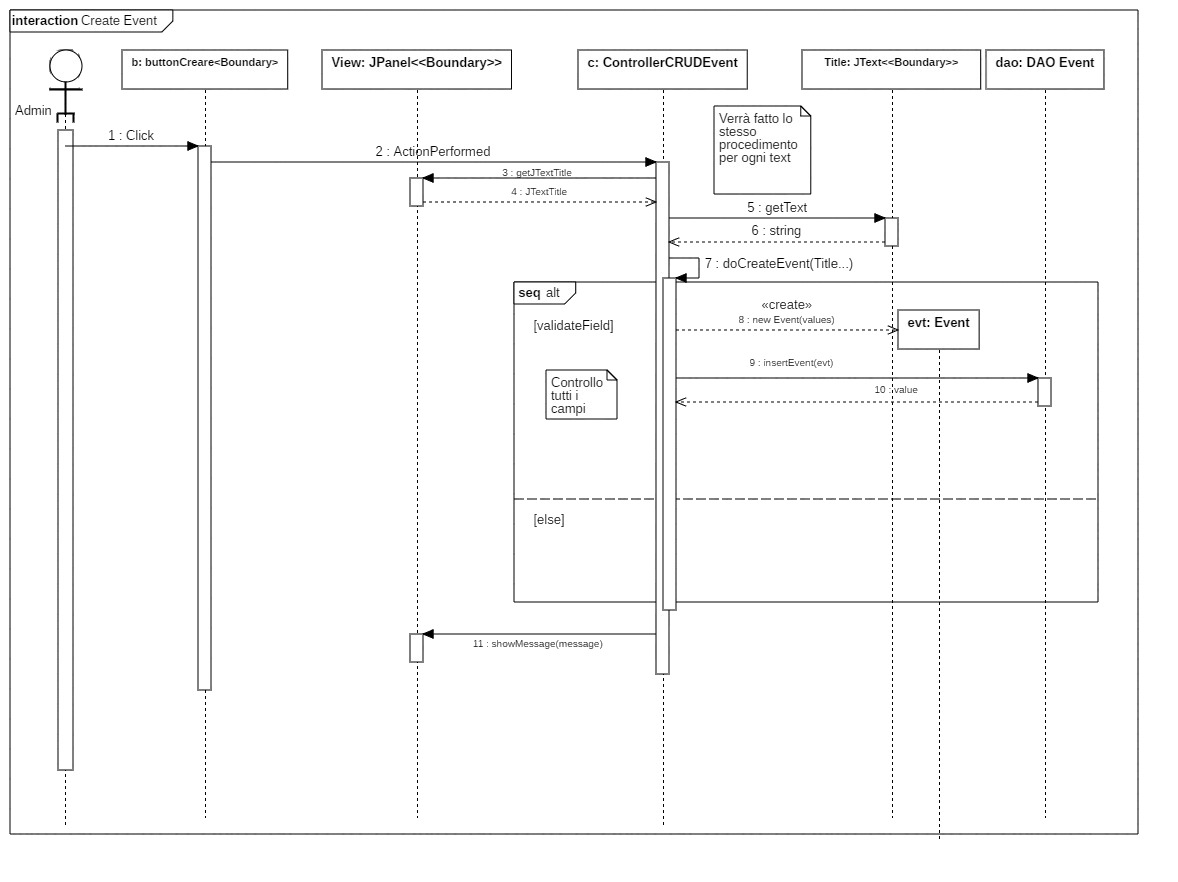 interaction Create Event
b: buttonCreare<Boundary>
View: JPanel<<Boundary>>
c: ControllerCRUDEvent
Title: JText<<Boundary>>
dao: DAO Event
Admin
Verrà fatto lo
stesso
procedimento
per ogni text
1 : Click
2 : ActionPerformed
3 : getJTextTitle
4 : JTextTitle
5 : getText
6 : string
7 : doCreateEvent(Title...)
seq alt
[validateField]
«create»
8 : new Event(values)
evt: Event
9 : insertEvent(evt)
Controllo
tutti i
campi
10 : value
[else]
11 : showMessage(message)